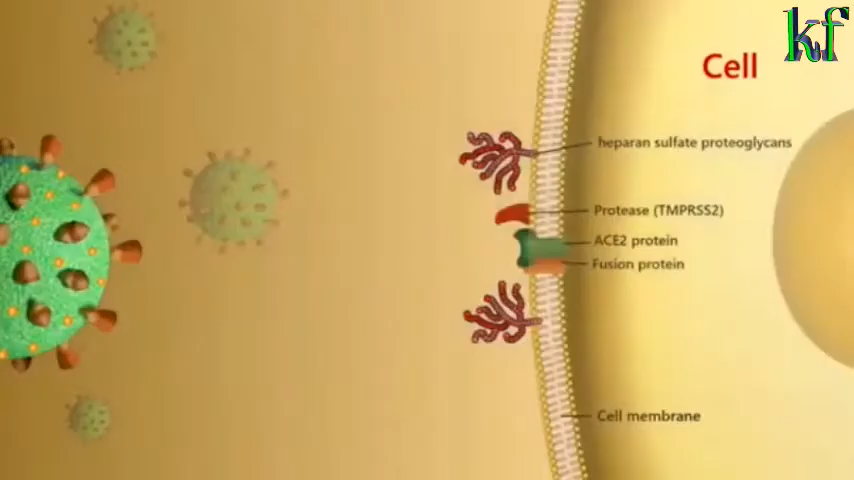 kf
Cell
heparan sulfate proteoglycans
Protease (TMPRSS2)
ACE2 protein
Fusion protein
Cell membrane